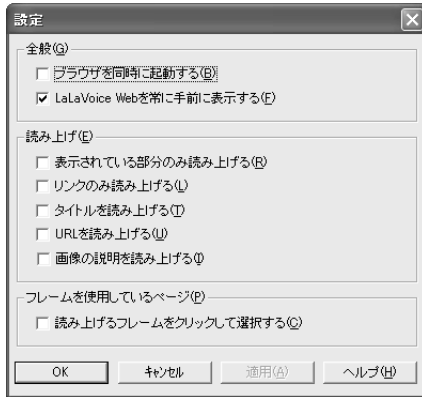 設定
全般(G)
ブラウザを同時に起動する(B)
LaLaVoice Webを常に手前に表示する(F)
読み上げ(E)
表示されている部分のみ読み上げる(R)
リンクのみ読み上げる(L)
タイトルを読み上げる(T)
URLを読み上げる(U)
画像の説明を読み上げる(I)
フレームを使用しているページ(P)
読み上げるフレームをクリックして選択する(C)
OK キャンセル 適用(A) ヘルプ(H)